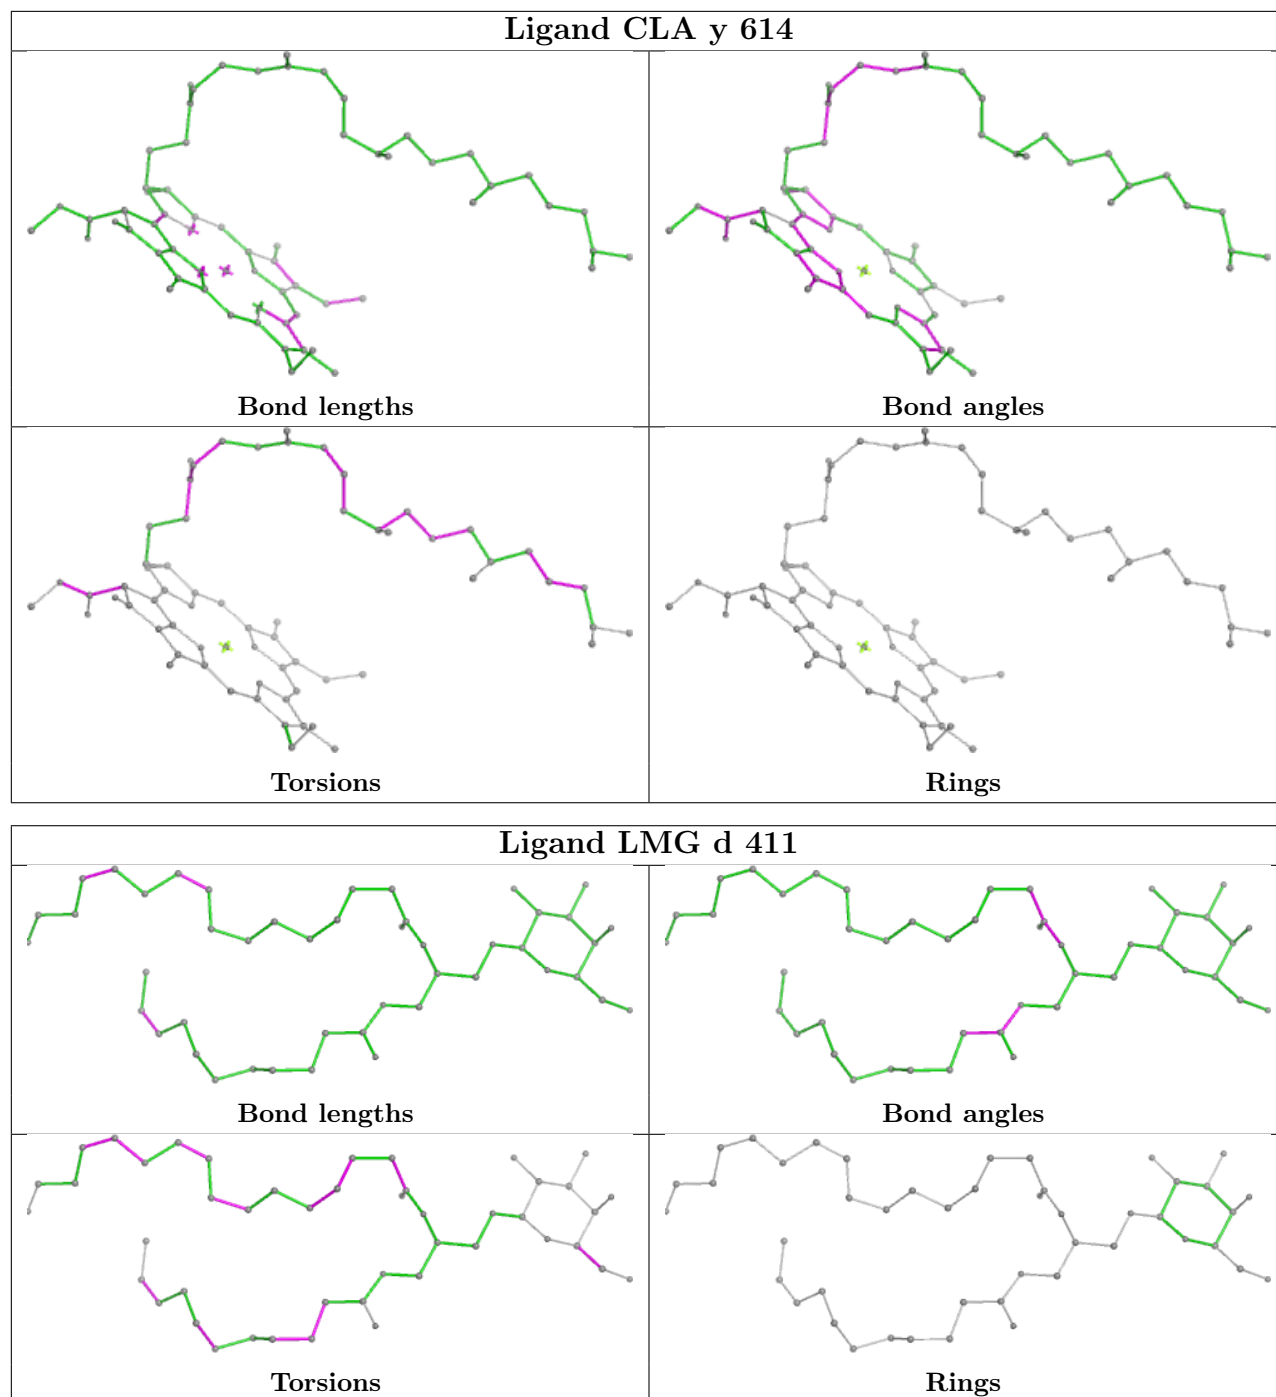 Ligand CLA y 614
Bond lengths
Bond angles
Torsions
Rings
Ligand LMG d 411
Bond lengths
Bond angles
Torsions
Rings